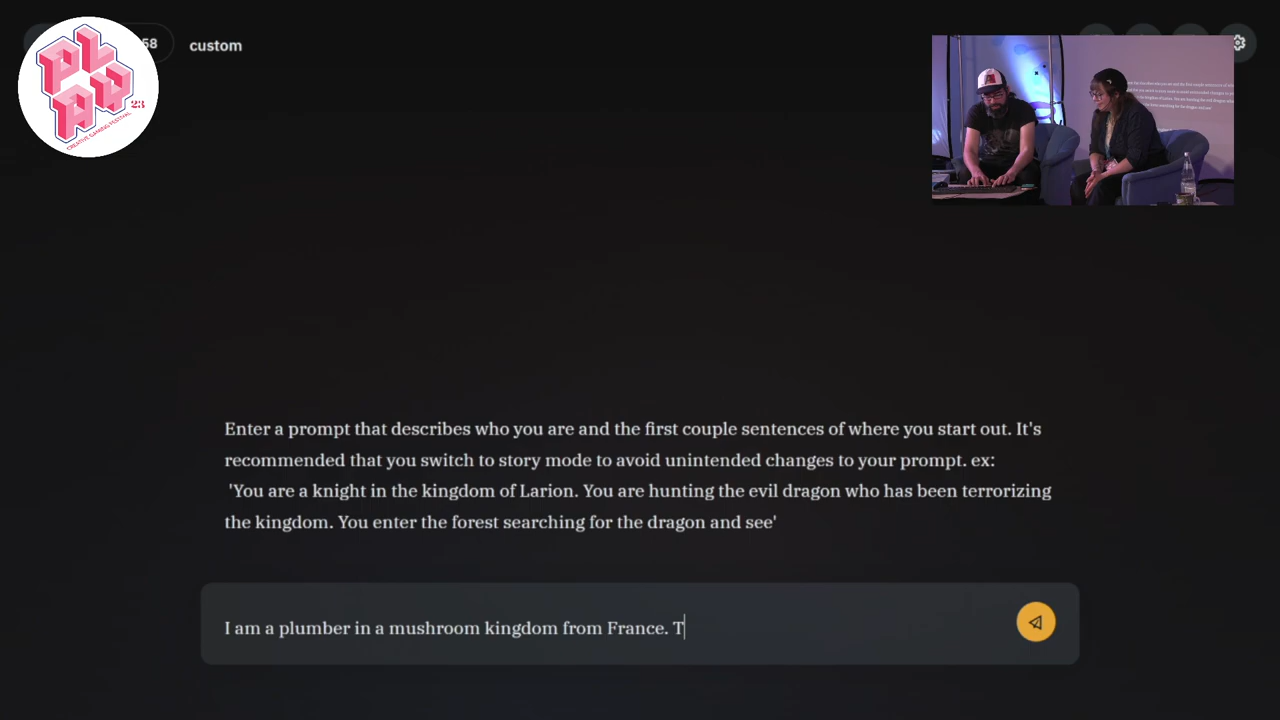 PLAY
23
CREATIVE GAMING FESTIVAL
58
custom
Enter a prompt that describes who you are and the first couple sentences of where you start out. It's
recommended that you switch to story mode to avoid unintended changes to your prompt. ex:
'You are a knight in the kingdom of Larion. You are hunting the evil dragon who has been terrorizing
the kingdom. You enter the forest searching for the dragon and see'
I am a plumber in a mushroom kingdom from France. T